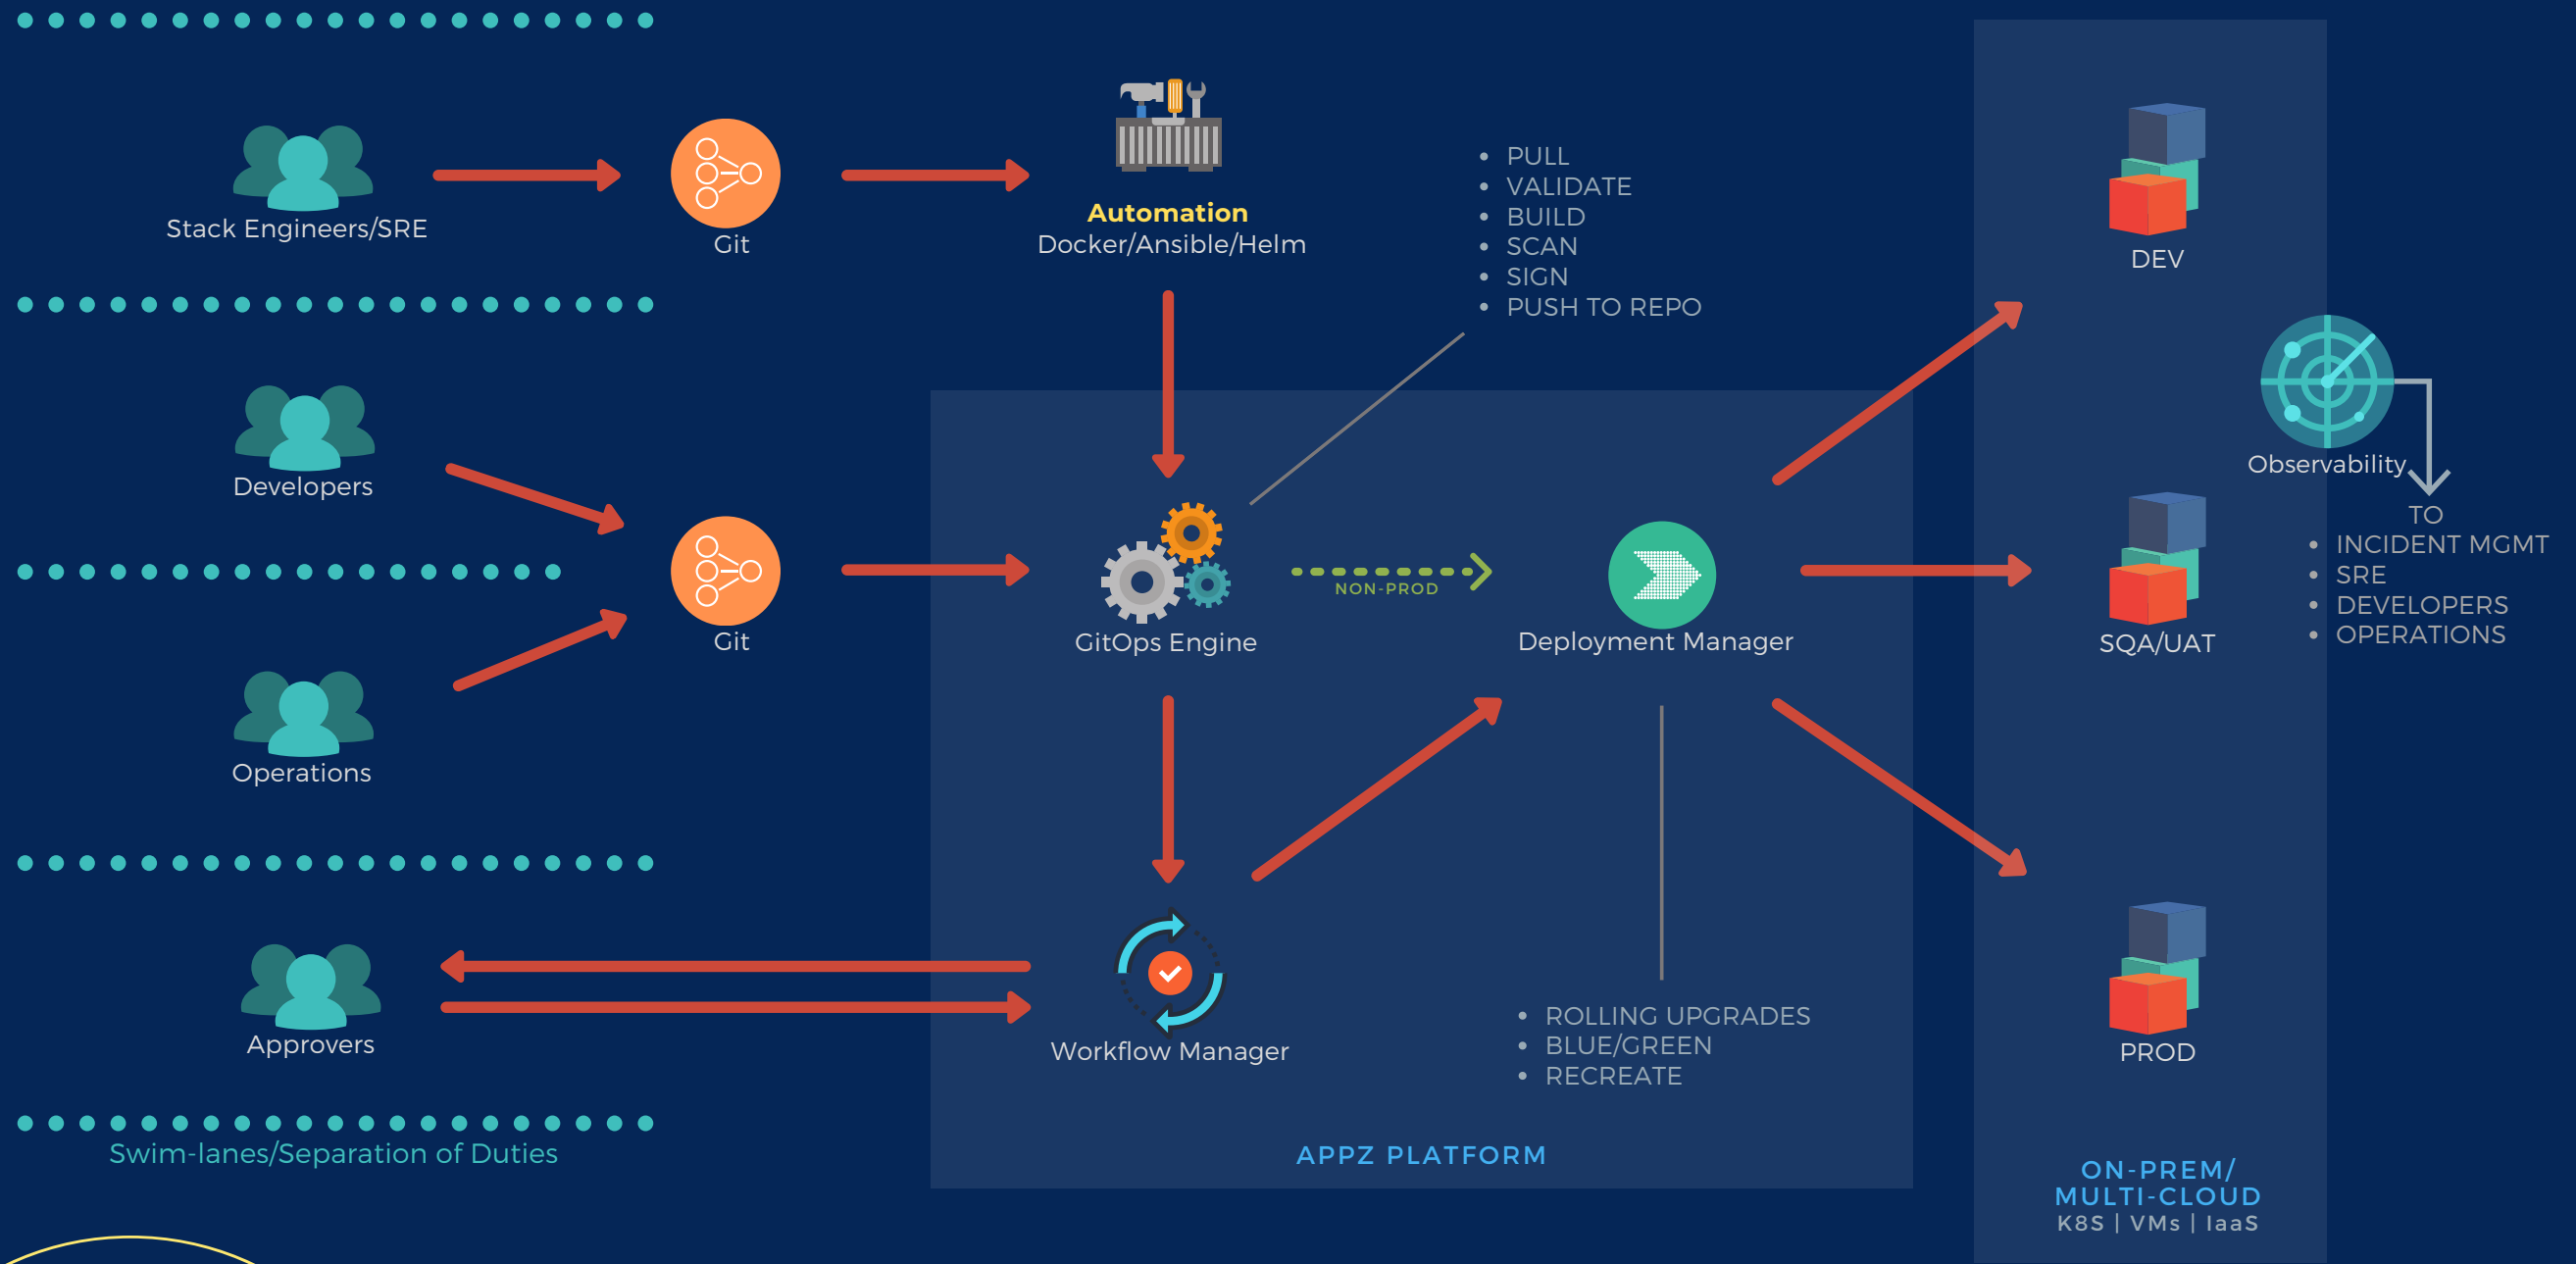 Stack Engineers/SRE
Git
Automation
Docker/Ansible/Helm
• PULL
• VALIDATE
• BUILD
• SCAN
• SIGN
• PUSH TO REPO
DEV
Developers
Operations
Git
GitOps Engine
NON-PROD
Deployment Manager
SQA/UAT
Observability
TO
• INCIDENT MGMT
• SRE
• DEVELOPERS
• OPERATIONS
Approvers
Workflow Manager
• ROLLING UPGRADES
• BLUE/GREEN
• RECREATE
PROD
Swim-lanes/Separation of Duties
APPZ PLATFORM
ON-PREM/
MULTI-CLOUD
K8S | VMs | IaaS